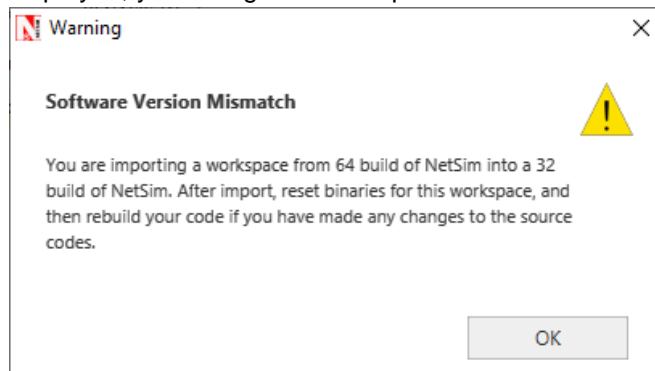 Warning
Software Version Mismatch
You are importing a workspace from 64 build of NetSim into a 32
build of NetSim. After import, reset binaries for this workspace, and
then rebuild your code if you have made any changes to the source
codes.
OK